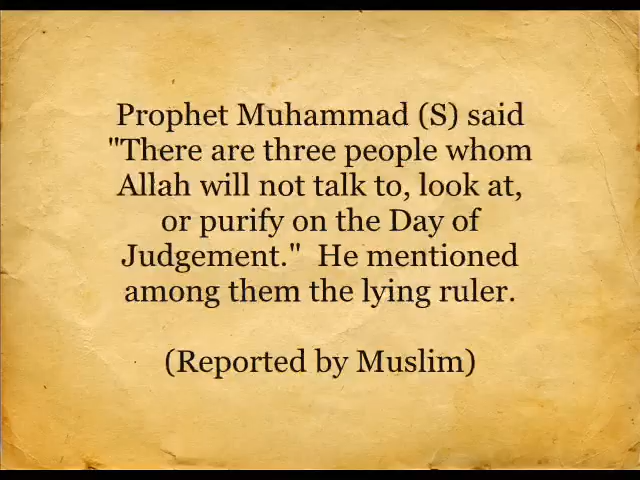 Prophet Muhammad (S) said
"There are three people whom
Allah will not talk to, look at,
or purify on the Day of
Judgement."  He mentioned
among them the lying ruler.
(Reported by Muslim)